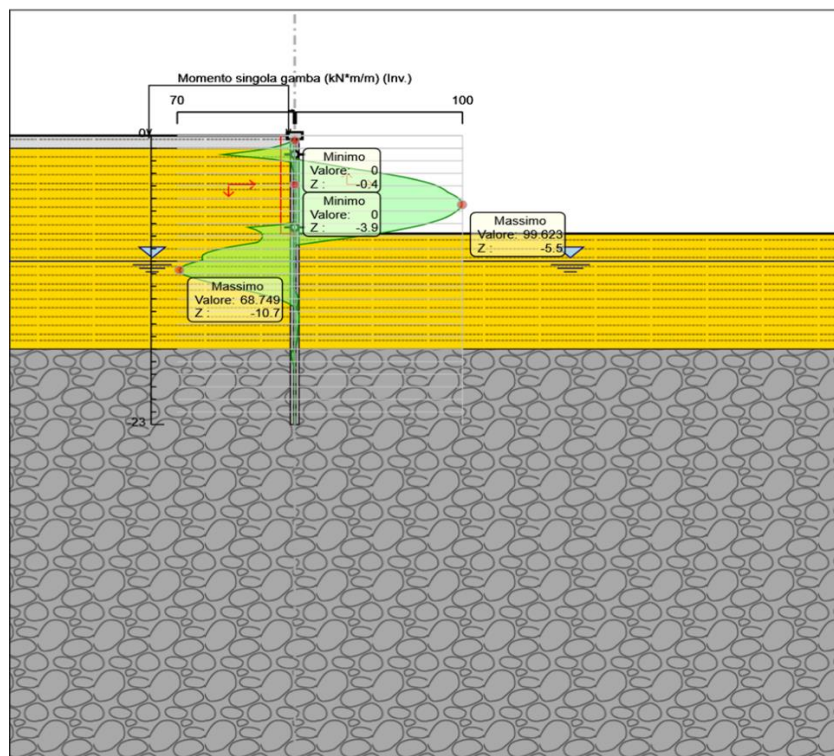 Momento singola gamba (kN*m/m) (Inv.)
70
100
0
Minimo
Valore: 0
Z : -0.4
Minimo
Valore: 0
Z : -3.9
Massimo
Valore: 99.623
Z : -5.5
Massimo
Valore: 68.749
Z : -10.7
-23